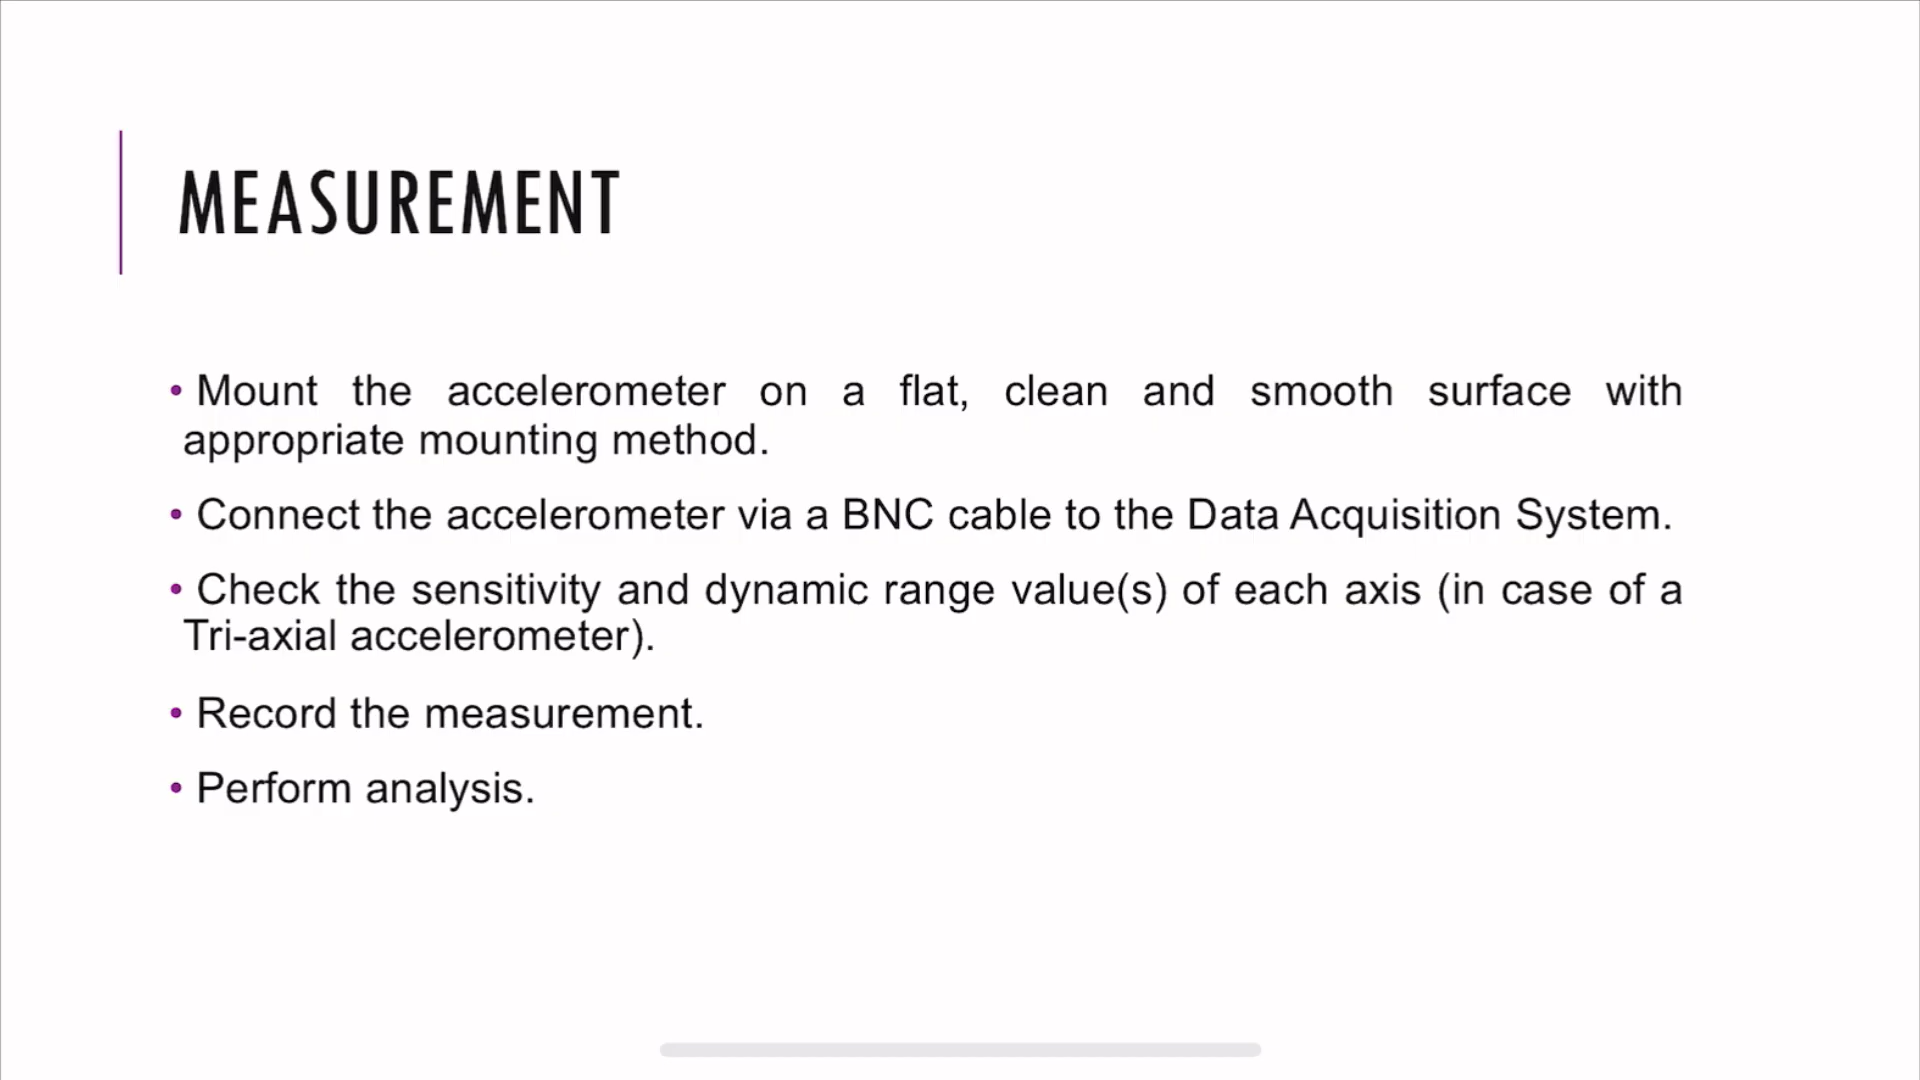 MEASUREMENT
• Mount the accelerometer on a flat, clean and smooth surface with
appropriate mounting method.
• Connect the accelerometer via a BNC cable to the Data Acquisition System.
• Check the sensitivity and dynamic range value(s) of each axis (in case of a
Tri-axial accelerometer).
• Record the measurement.
• Perform analysis.